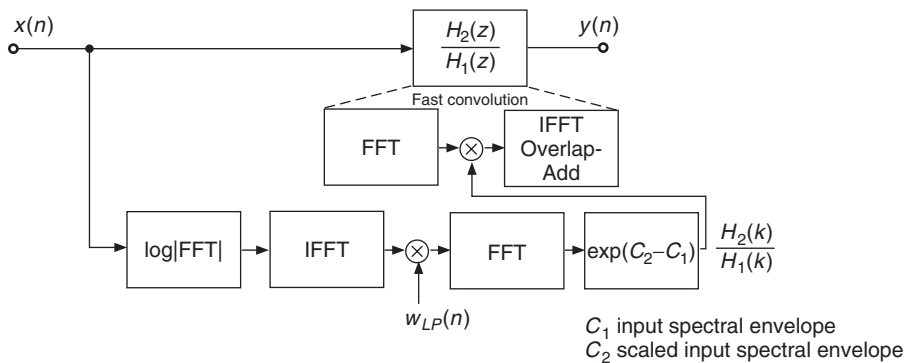 x(n)
H₂(z)
H₁(z)
y(n)
Fast convolution
FFT
×
IFFT
Overlap-
Add
log|FFT|
IFFT
×
FFT
exp(C₂–C₁)
H₂(k)
H₁(k)
w_LP(n)
C₁ input spectral envelope
C₂ scaled input spectral envelope